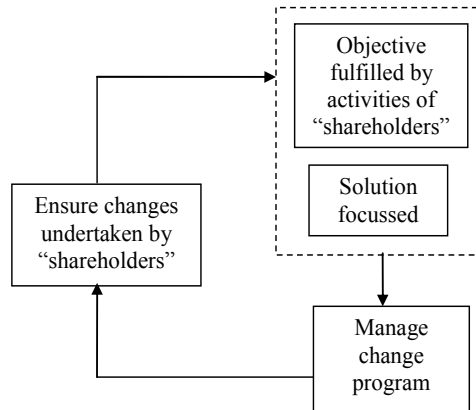 Objective
fulfilled by
activities of
“shareholders”
Solution
focussed
Ensure changes
undertaken by
“shareholders”
Manage
change
program